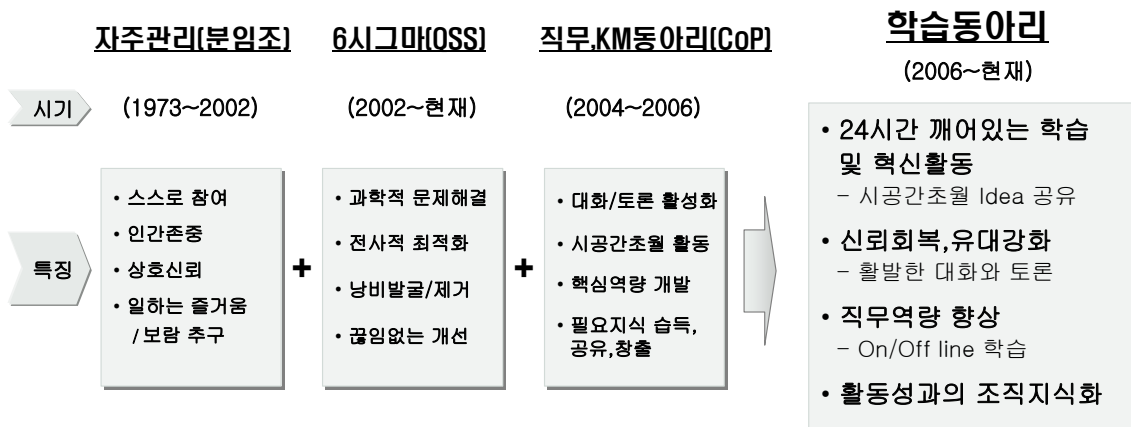 자주관리(분임조)
6시그마(QSS)
직무,KM동아리(CoP)
학습동아리
(2006~현재)
시기
(1973~2002)
(2002~현재)
(2004~2006)
특징
• 스스로 참여
• 인간존중
• 상호신뢰
• 일하는 즐거움
/보람 추구
+
• 과학적 문제해결
• 전사적 최적화
• 낭비발굴/제거
• 끊임없는 개선
+
• 대화/토론 활성화
• 시공간초월 활동
• 핵심역량 개발
• 필요지식 습득,
공유,창출
• 24시간 깨어있는 학습
및 혁신활동
– 시공간초월 Idea 공유
• 신뢰회복,유대강화
– 활발한 대화와 토론
• 직무역량 향상
– On/Off line 학습
• 활동성과의 조직지식화